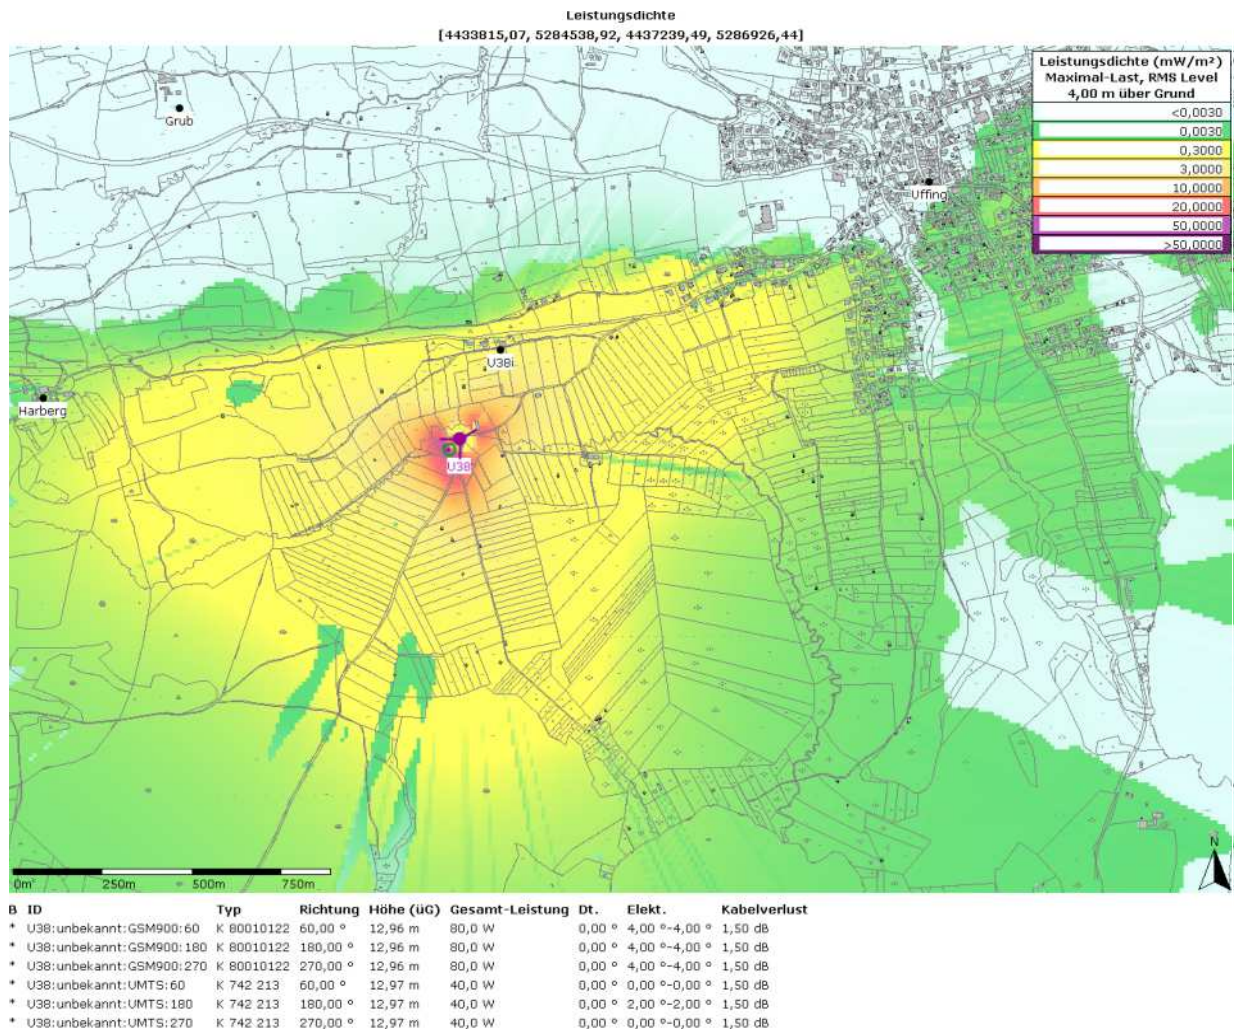 Leistungsdichte
[4433815,07, 5284538,92, 4437239,49, 5286926,44]
Leistungsdichte (mW/m²)
Maximal-Last, RMS Level
4,00 m über Grund
<0,0030
0,0030
0,3000
3,0000
10,0000
20,0000
50,0000
>50,0000
Grub
Uffing
U38i
Harberg
U38
N
0m 250m 500m 750m
B ID Typ Richtung Höhe (üG) Gesamt-Leistung Dt. Elekt. Kabelverlust
* U38:unbekannt:GSM900:60 K 80010122 60,00 ° 12,96 m 80,0 W 0,00 ° 4,00 °-4,00 ° 1,50 dB
* U38:unbekannt:GSM900:180 K 80010122 180,00 ° 12,96 m 80,0 W 0,00 ° 4,00 °-4,00 ° 1,50 dB
* U38:unbekannt:GSM900:270 K 80010122 270,00 ° 12,96 m 80,0 W 0,00 ° 4,00 °-4,00 ° 1,50 dB
* U38:unbekannt:UMTS:60 K 742 213 60,00 ° 12,97 m 40,0 W 0,00 ° 0,00 °-0,00 ° 1,50 dB
* U38:unbekannt:UMTS:180 K 742 213 180,00 ° 12,97 m 40,0 W 0,00 ° 2,00 °-2,00 ° 1,50 dB
* U38:unbekannt:UMTS:270 K 742 213 270,00 ° 12,97 m 40,0 W 0,00 ° 0,00 °-0,00 ° 1,50 dB